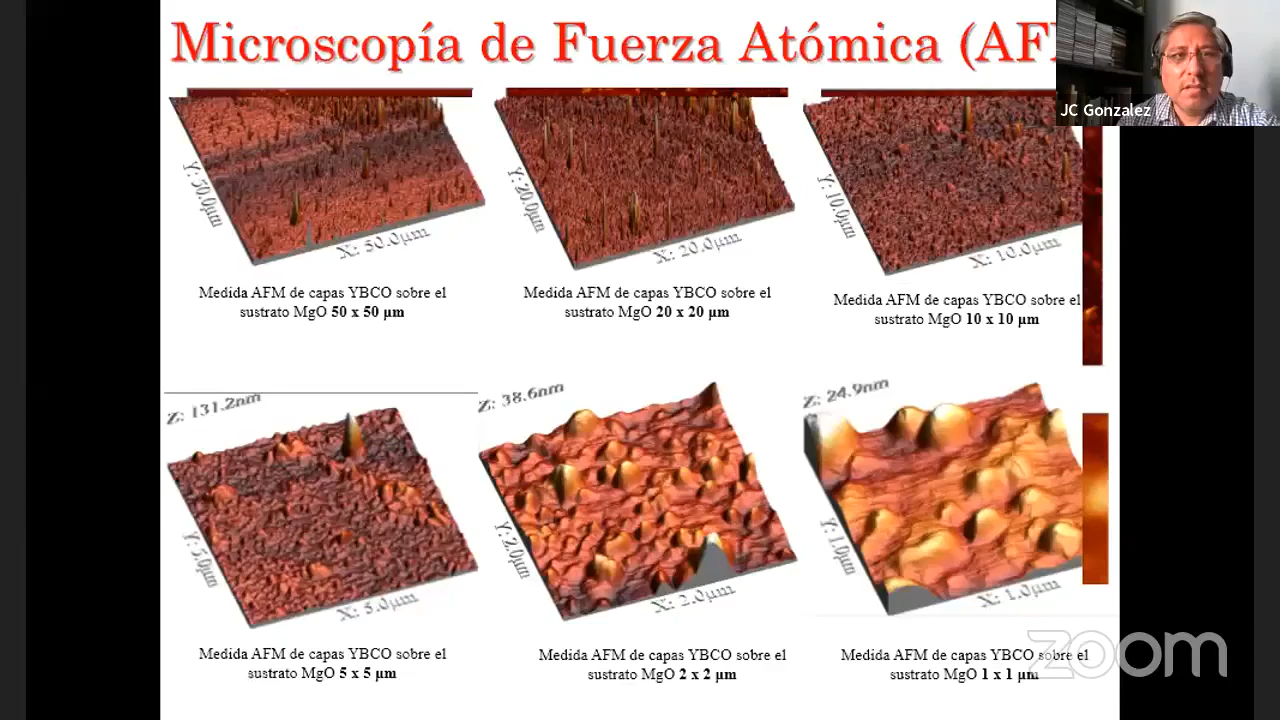 Microscopía de Fuerza Atómica (AF
JC Gonzalez
Y: 50.0µm
X: 50.0µm
Y: 20.0µm
X: 20.0µm
Y: 10.0µm
X: 10.0µm
Medida AFM de capas YBCO sobre el
sustrato MgO 50 x 50 µm
Medida AFM de capas YBCO sobre el
sustrato MgO 20 x 20 µm
Medida AFM de capas YBCO sobre el
sustrato MgO 10 x 10 µm
Z: 131.2nm
Y: 5.0µm
X: 5.0µm
Z: 38.6nm
Y: 2.0µm
X: 2.0µm
Z: 24.9nm
Y: 1.0µm
X: 1.0µm
Medida AFM de capas YBCO sobre el
sustrato MgO 5 x 5 µm
Medida AFM de capas YBCO sobre el
sustrato MgO 2 x 2 µm
Medida AFM de capas YBCO sobre el
sustrato MgO 1 x 1 µm
zoom